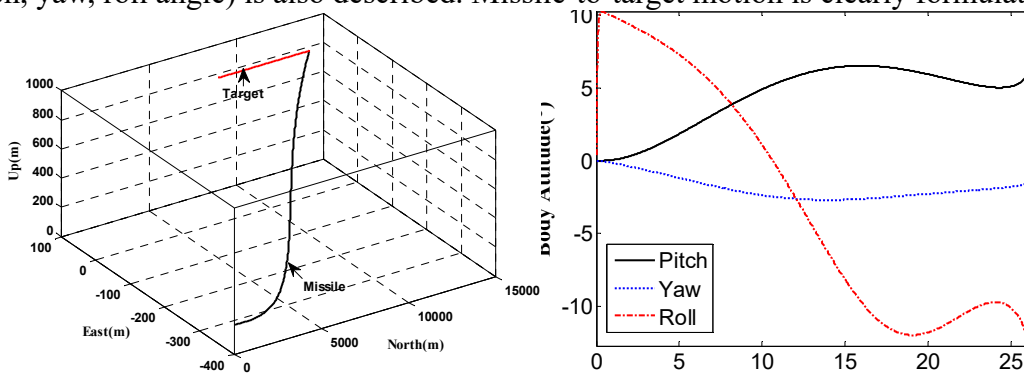 yaw, roll angle) is also described. Missile-to-target motion is clearly
1000
800
600
400
200
0
Up(m)
100
0
-100
-200
-300
-400
East(m)
0
5000
10000
15000
North(m)
Target
Missile
10
5
0
-5
-10
Body
Pitch
Yaw
Roll
0
5
10
15
20
25